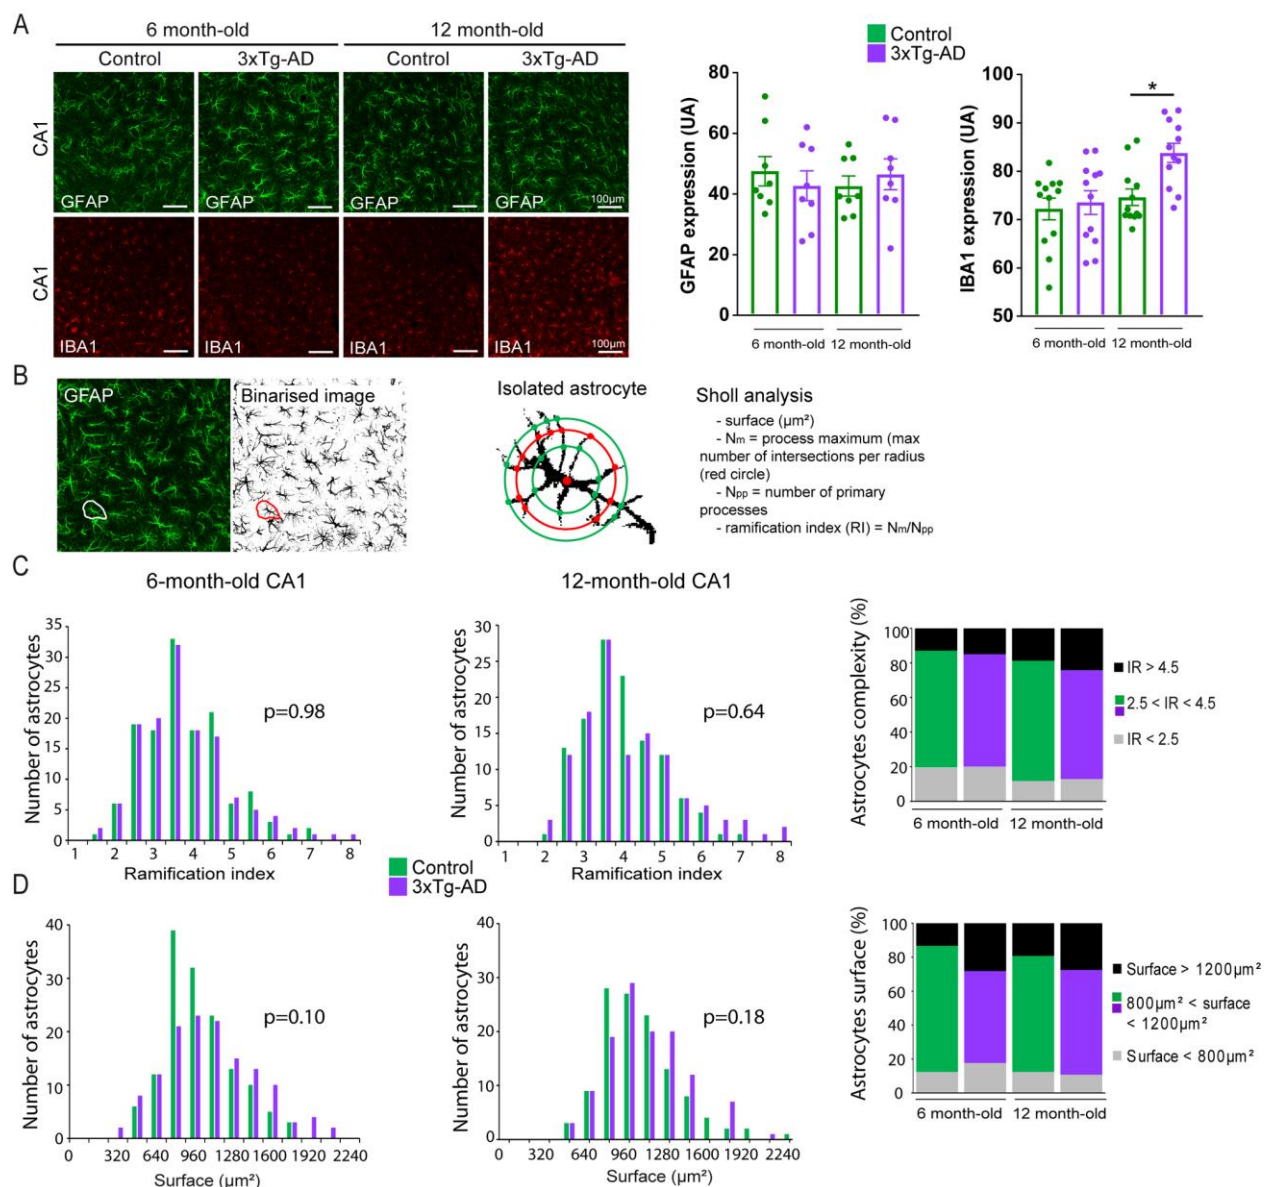 A
6 month-old
12 month-old
Control
3xTg-AD
Control
3xTg-AD
CA1
GFAP
100µm
CA1
IBA1
IBA1
IBA1
IBA1
100µm
Control
3xTg-AD
GFAP expression (UA)
80
60
40
20
0
6 month-old
12 month-old
IBA1 expression (UA)
100
90
80
70
60
50
*
6 month-old
12 month-old
B
GFAP
Binarised image
Isolated astrocyte
Sholl analysis
- surface (µm²)
- Nm = process maximum (max
number of intersections per radius
(red circle)
- Npp = number of primary
processes
- ramification index (RI) = Nm/Npp
C
6-month-old CA1
Number of astrocytes
35
30
25
20
15
10
5
0
p=0.98
1 2 3 4 5 6 7 8
Ramification index
12-month-old CA1
Number of astrocytes
30
25
20
15
10
5
0
p=0.64
1 2 3 4 5 6 7 8
Ramification index
Astrocytes complexity (%)
100
80
60
40
20
0
6 month-old
12 month-old
IR > 4.5
2.5 < IR < 4.5
IR < 2.5
Control
3xTg-AD
D
Number of astrocytes
40
30
20
10
0
p=0.10
0 320 640 960 1280 1600 1920 2240
Surface (µm²)
Number of astrocytes
40
30
20
10
0
p=0.18
0 320 640 960 1280 1600 1920 2240
Surface (µm²)
Astrocytes surface (%)
100
80
60
40
20
0
6 month-old
12 month-old
Surface > 1200µm²
800µm² < surface
< 1200µm²
Surface < 800µm²